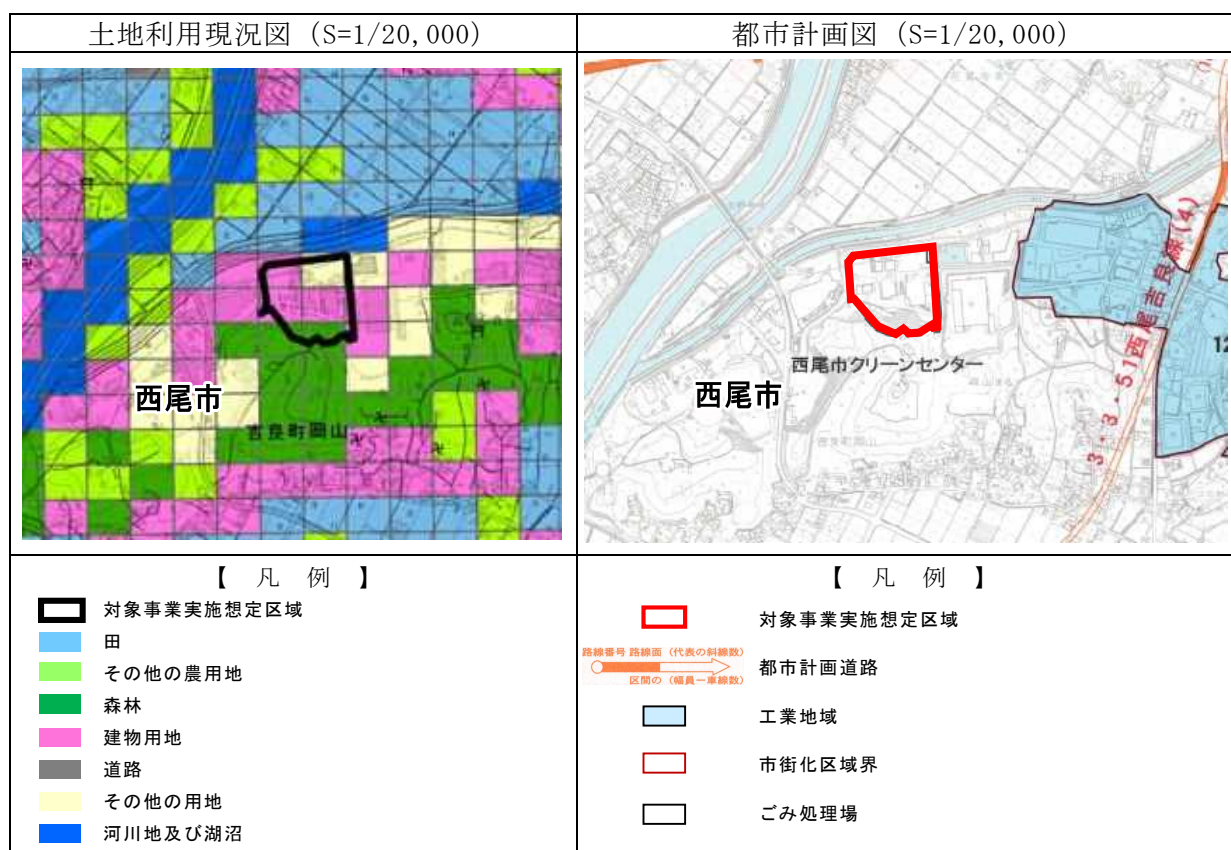 土地利用現況図（S=1/20,000）
都市計画図（S=1/20,000）
西尾市
吉良町岡山
西尾市クリーンセンター
西尾市
3・3・51西尾吉良線(4)
12
【 凡 例 】
対象事業実施想定区域
田
その他の農用地
森林
建物用地
道路
その他の用地
河川地及び湖沼
【 凡 例 】
対象事業実施想定区域
路線番号 路線面（代表の斜線数）
区間の（幅員ー車線数）
都市計画道路
工業地域
市街化区域界
ごみ処理場